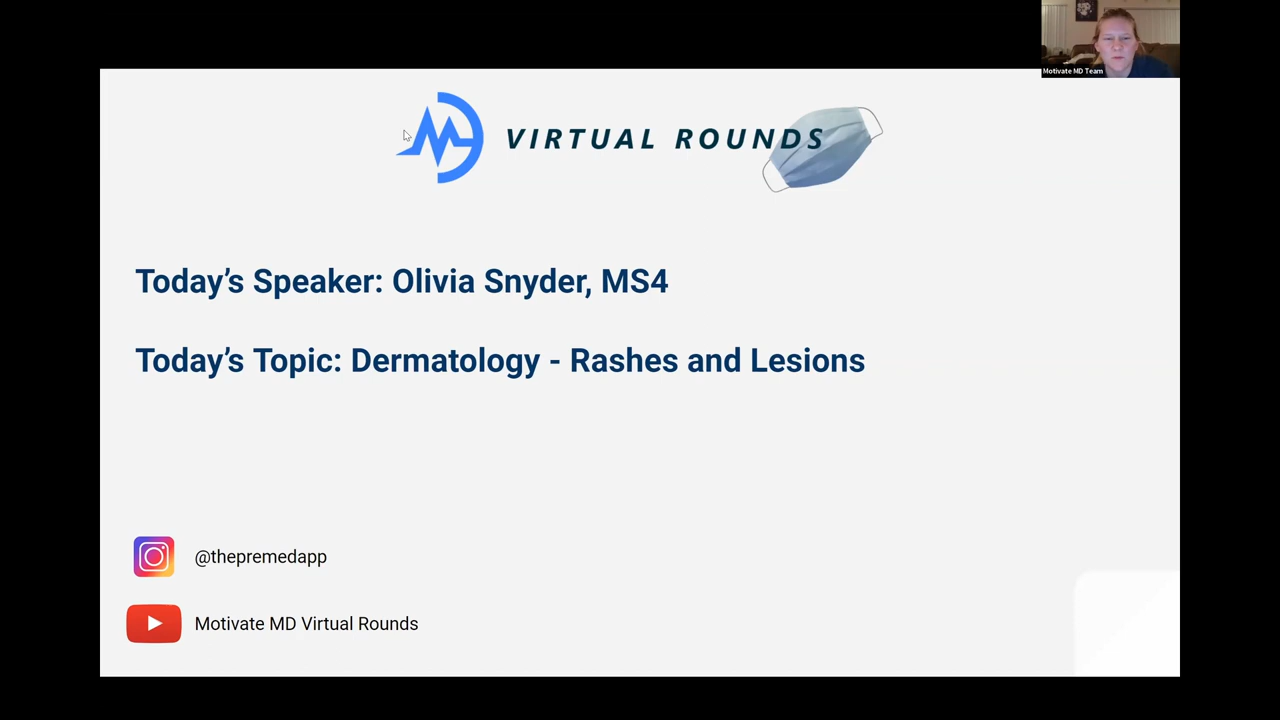 Motivate MD Team
VIRTUAL ROUNDS
Today's Speaker: Olivia Snyder, MS4
Today's Topic: Dermatology - Rashes and Lesions
@thepremedapp
Motivate MD Virtual Rounds